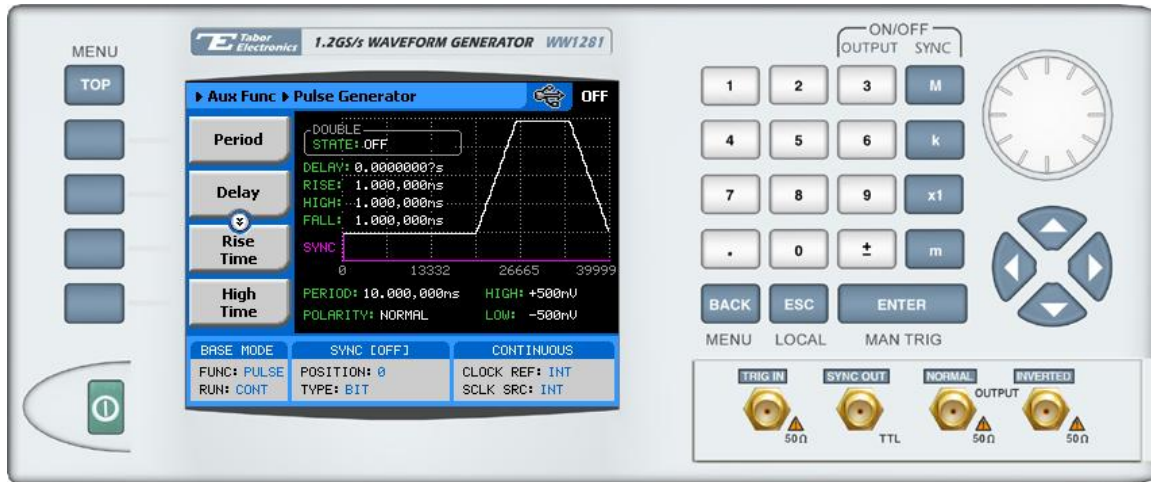 MENU
TOP
Tabor Electronics
1.2GS/s WAVEFORM GENERATOR WW1281
Aux Func Pulse Generator OFF
Period
Delay
Rise Time
High Time
DOUBLE
STATE: OFF
DELAY: 0.0000000?s
RISE: 1.000,000ms
HIGH: 1.000,000ms
FALL: 1.000,000ms
SYNC
0 13332 26665 39999
PERIOD: 10.000,000ms HIGH: +500mV
POLARITY: NORMAL LOW: -500mV
BASE MODE
FUNC: PULSE
RUN: CONT
SYNC [OFF]
POSITION: 0
TYPE: BIT
CONTINUOUS
CLOCK REF: INT
SCLK SRC: INT
ON/OFF
OUTPUT SYNC
1 2 3 M
4 5 6 k
7 8 9 x1
. 0 ± m
BACK ESC ENTER
MENU LOCAL MAN TRIG
TRIG IN SYNC OUT NORMAL INVERTED
OUTPUT
50Ω TTL 50Ω 50Ω